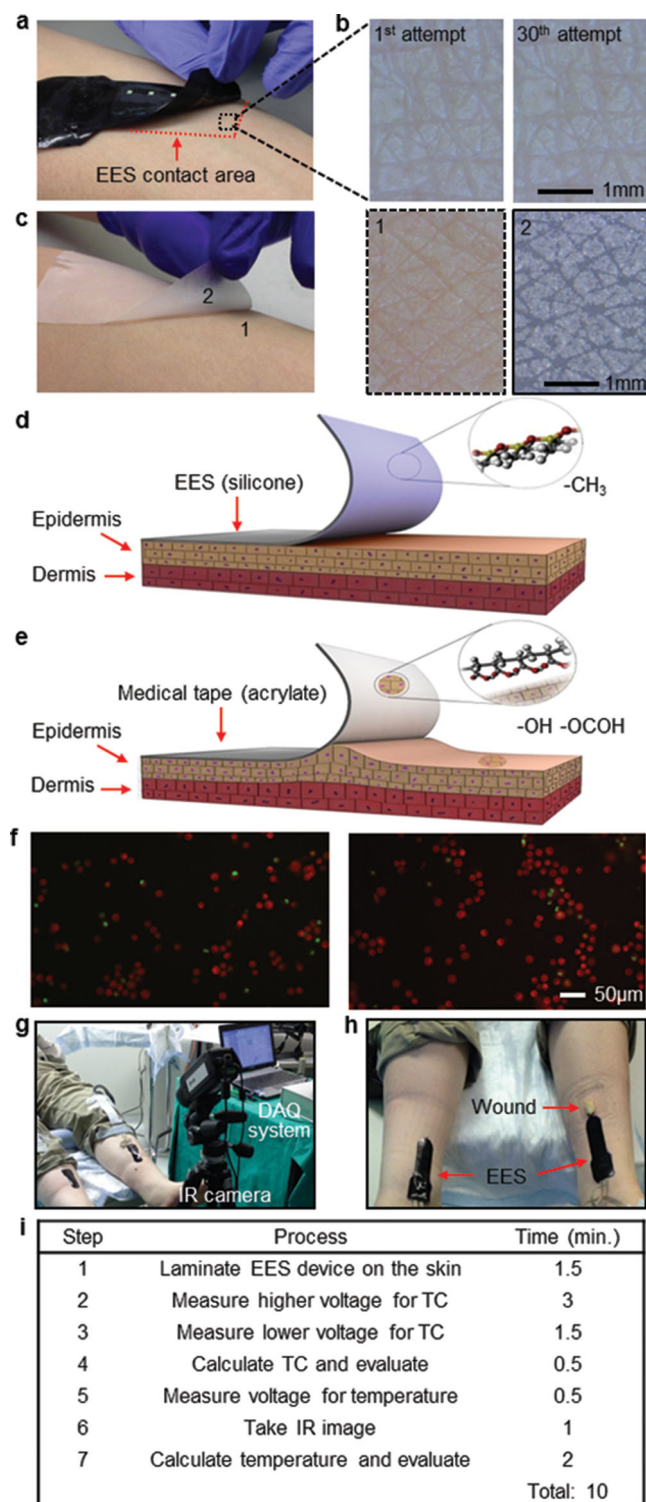 a
b
1st attempt
30th attempt
EES contact area
1mm
c
2
1
1
2
1mm
d
EES (silicone)
-CH3
Epidermis
Dermis
e
Medical tape (acrylate)
-OH -OCOH
Epidermis
Dermis
f
50μm
g
DAQ
system
IR camera
h
Wound
EES
i
Step Process Time (min.)
1 Laminate EES device on the skin 1.5
2 Measure higher voltage for TC 3
3 Measure lower voltage for TC 1.5
4 Calculate TC and evaluate 0.5
5 Measure voltage for temperature 0.5
6 Take IR image 1
7 Calculate temperature and evaluate 2
Total: 10